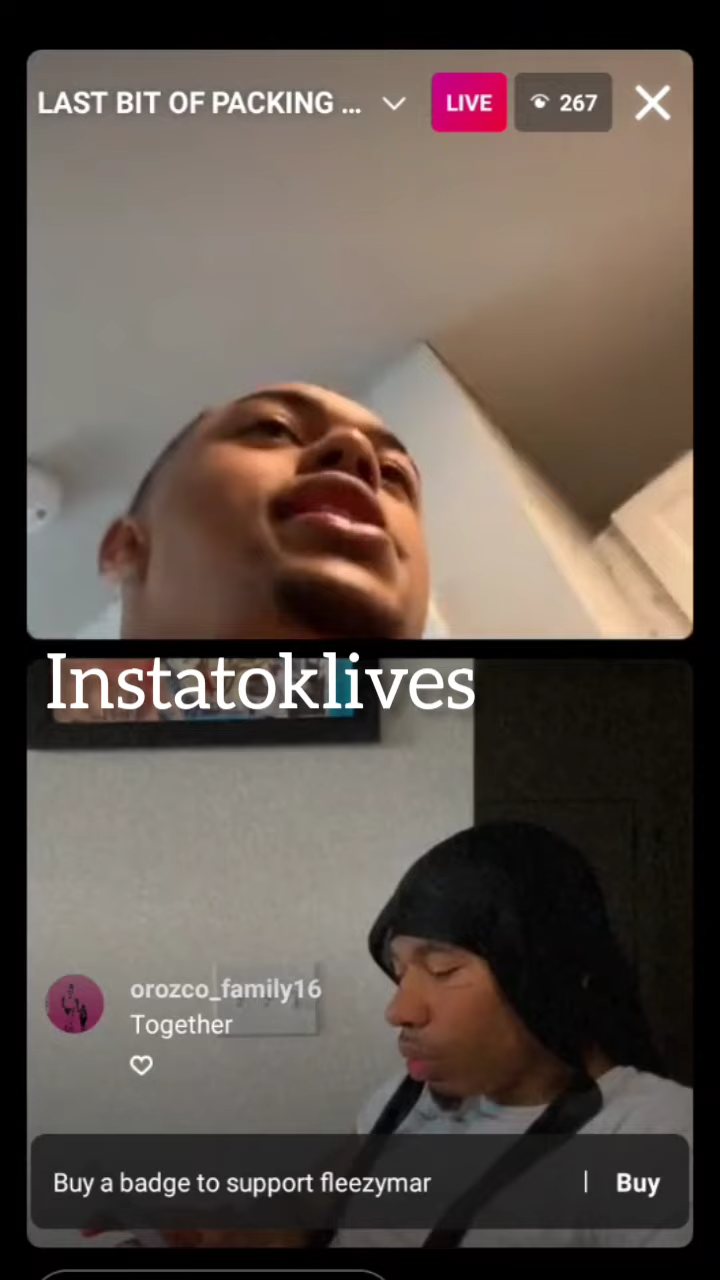 LAST BIT OF PACKING ...
LIVE
267
Instatoklives
orozco_family16
Together
Buy a badge to support fleezymar
Buy